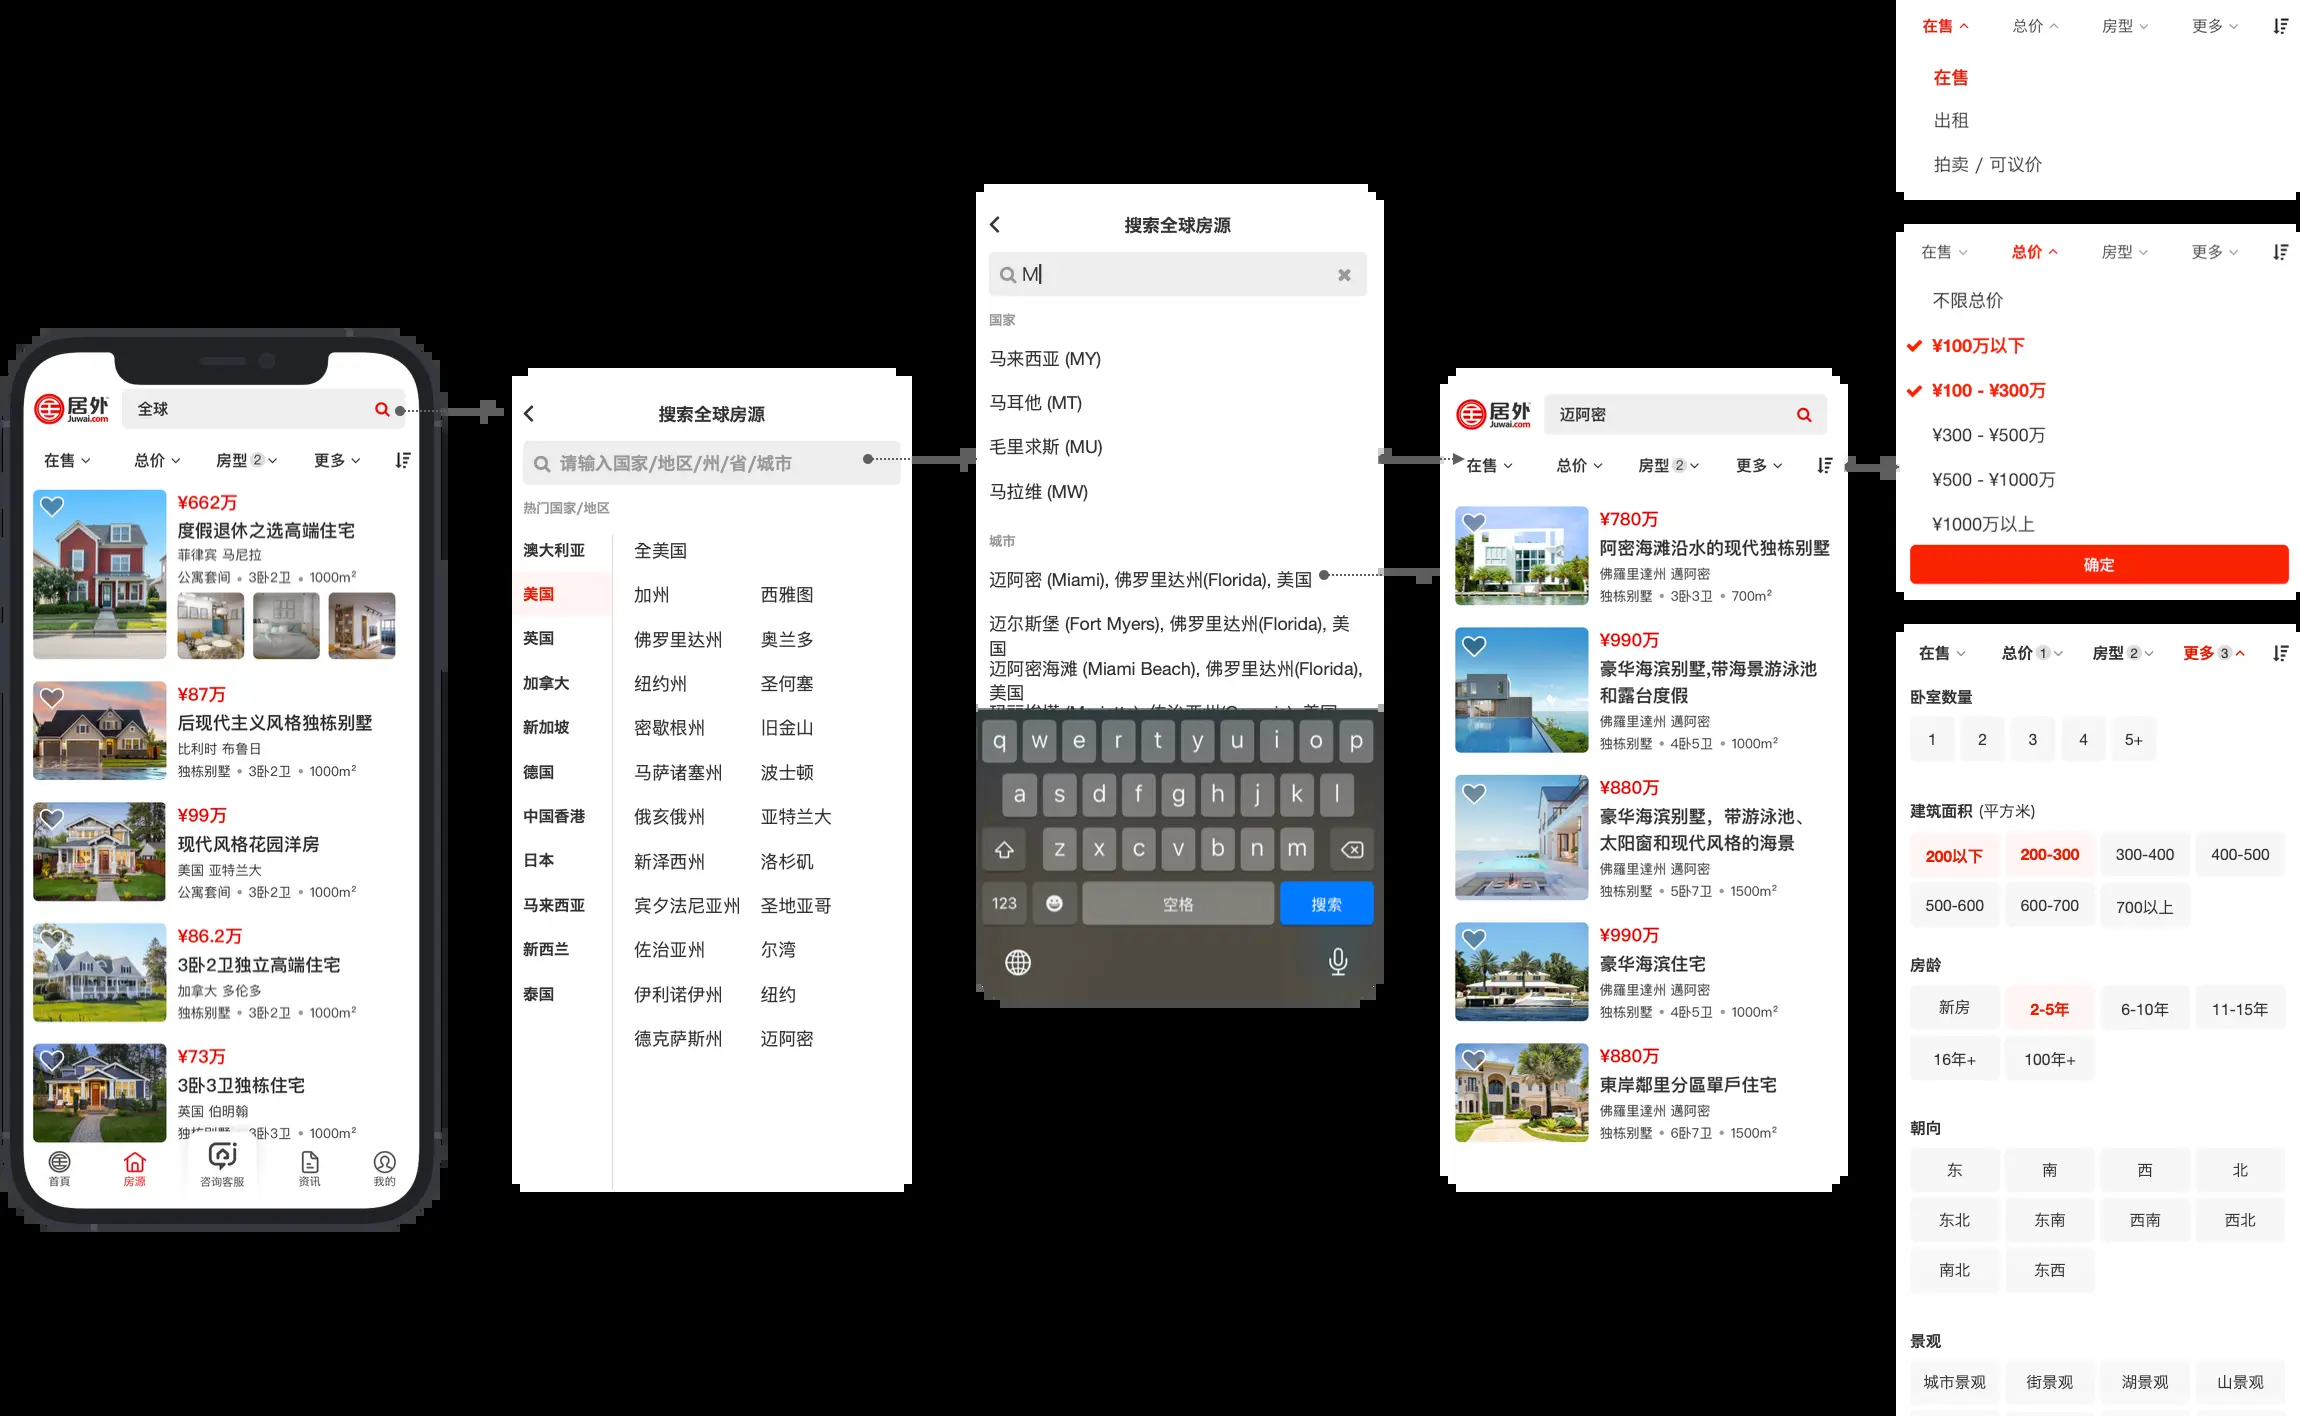 居外
Juwai.com
全球
在售
总价
房型 2
更多
¥662万
度假退休之选高端住宅
菲律宾 马尼拉
公寓套间 • 3卧2卫 • 1000m²
¥87万
后现代主义风格独栋别墅
比利时 布鲁日
独栋别墅 • 3卧2卫 • 1000m²
¥99万
现代风格花园洋房
美国 亚特兰大
公寓套间 • 3卧2卫 • 1000m²
¥86.2万
3卧2卫独立高端住宅
加拿大 多伦多
独栋别墅 • 3卧2卫 • 1000m²
¥73万
3卧3卫独栋住宅
英国 伯明翰
3卧3卫 • 1000m²
首頁
房源
咨询客服
资讯
我的
搜索全球房源
请输入国家/地区/州/省/城市
热门国家/地区
澳大利亚
美国
英国
加拿大
新加坡
德国
中国香港
日本
马来西亚
新西兰
泰国
全美国
加州 西雅图
佛罗里达州 奥兰多
纽约州 圣何塞
密歇根州 旧金山
马萨诸塞州 波士顿
俄亥俄州 亚特兰大
新泽西州 洛杉矶
宾夕法尼亚州 圣地亚哥
佐治亚州 尔湾
伊利诺伊州 纽约
德克萨斯州 迈阿密
搜索全球房源
M
国家
马来西亚 (MY)
马耳他 (MT)
毛里求斯 (MU)
马拉维 (MW)
城市
迈阿密 (Miami), 佛罗里达州(Florida), 美国
迈尔斯堡 (Fort Myers), 佛罗里达州(Florida), 美
国
迈阿密海滩 (Miami Beach), 佛罗里达州(Florida),
美国
q w e r t y u i o p
a s d f g h j k l
z x c v b n m
123 空格 搜索
居外
Juwai.com
迈阿密
在售
总价
房型 2
更多
¥780万
阿密海滩沿水的现代独栋别墅
佛羅里達州 邁阿密
独栋别墅 • 3卧3卫 • 700m²
¥990万
豪华海滨别墅,带海景游泳池
和露台度假
佛羅里達州 邁阿密
独栋别墅 • 4卧5卫 • 1000m²
¥880万
豪华海滨别墅，带游泳池、
太阳窗和现代风格的海景
佛羅里達州 邁阿密
独栋别墅 • 5卧7卫 • 1500m²
¥990万
豪华海滨住宅
佛羅里達州 邁阿密
独栋别墅 • 4卧5卫 • 1000m²
¥880万
東岸鄰里分區單戶住宅
佛羅里達州 邁阿密
独栋别墅 • 6卧7卫 • 1500m²
在售 总价 房型 更多
在售
出租
拍卖 / 可议价
在售 总价 房型 更多
不限总价
¥100万以下
¥100 - ¥300万
¥300 - ¥500万
¥500 - ¥1000万
¥1000万以上
确定
在售 总价 1 房型 2 更多 3
卧室数量
1 2 3 4 5+
建筑面积 (平方米)
200以下 200-300 300-400 400-500
500-600 600-700 700以上
房龄
新房 2-5年 6-10年 11-15年
16年+ 100年+
朝向
东 南 西 北
东北 东南 西南 西北
南北 东西
景观
城市景观 街景观 湖景观 山景观